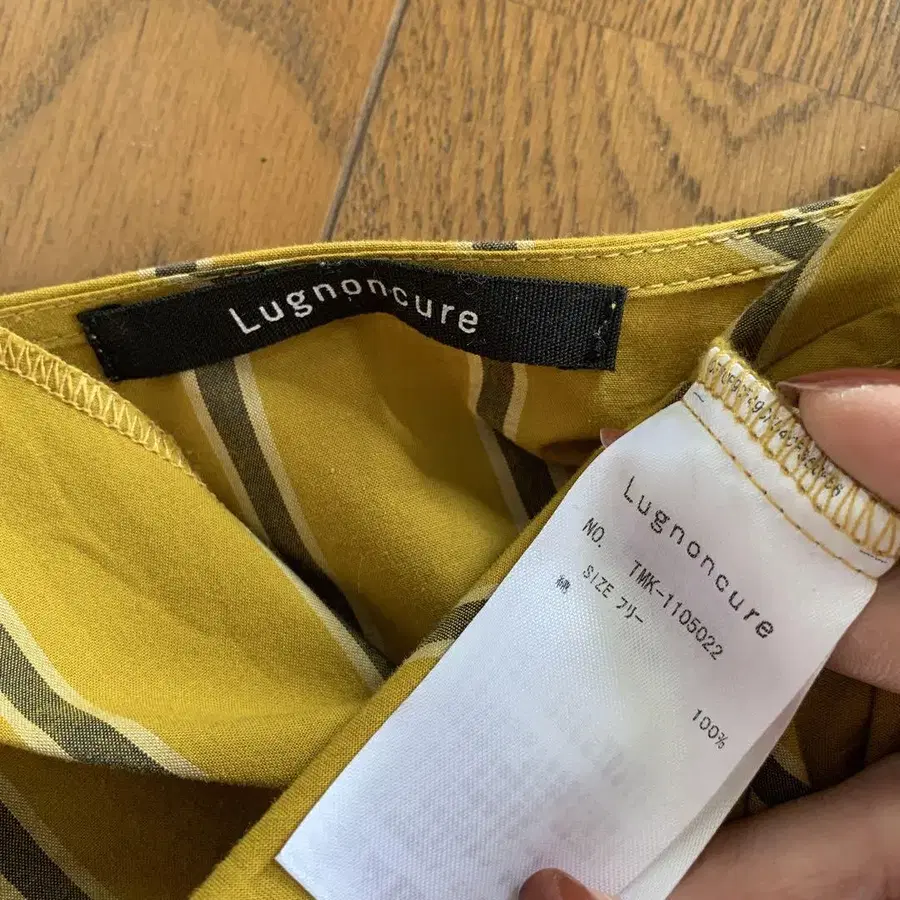 Lugnoncure
Lugnoncure
NO. TMK-1105022
SIZE フリー
綿 100%